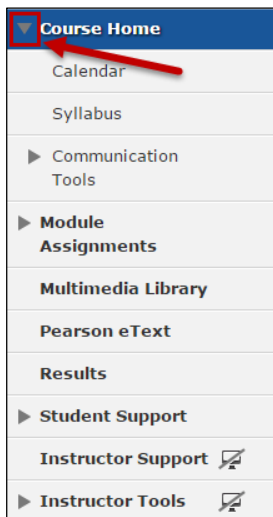 Course Home
Calendar
Syllabus
Communication
Tools
Module
Assignments
Multimedia Library
Pearson eText
Results
Student Support
Instructor Support
Instructor Tools